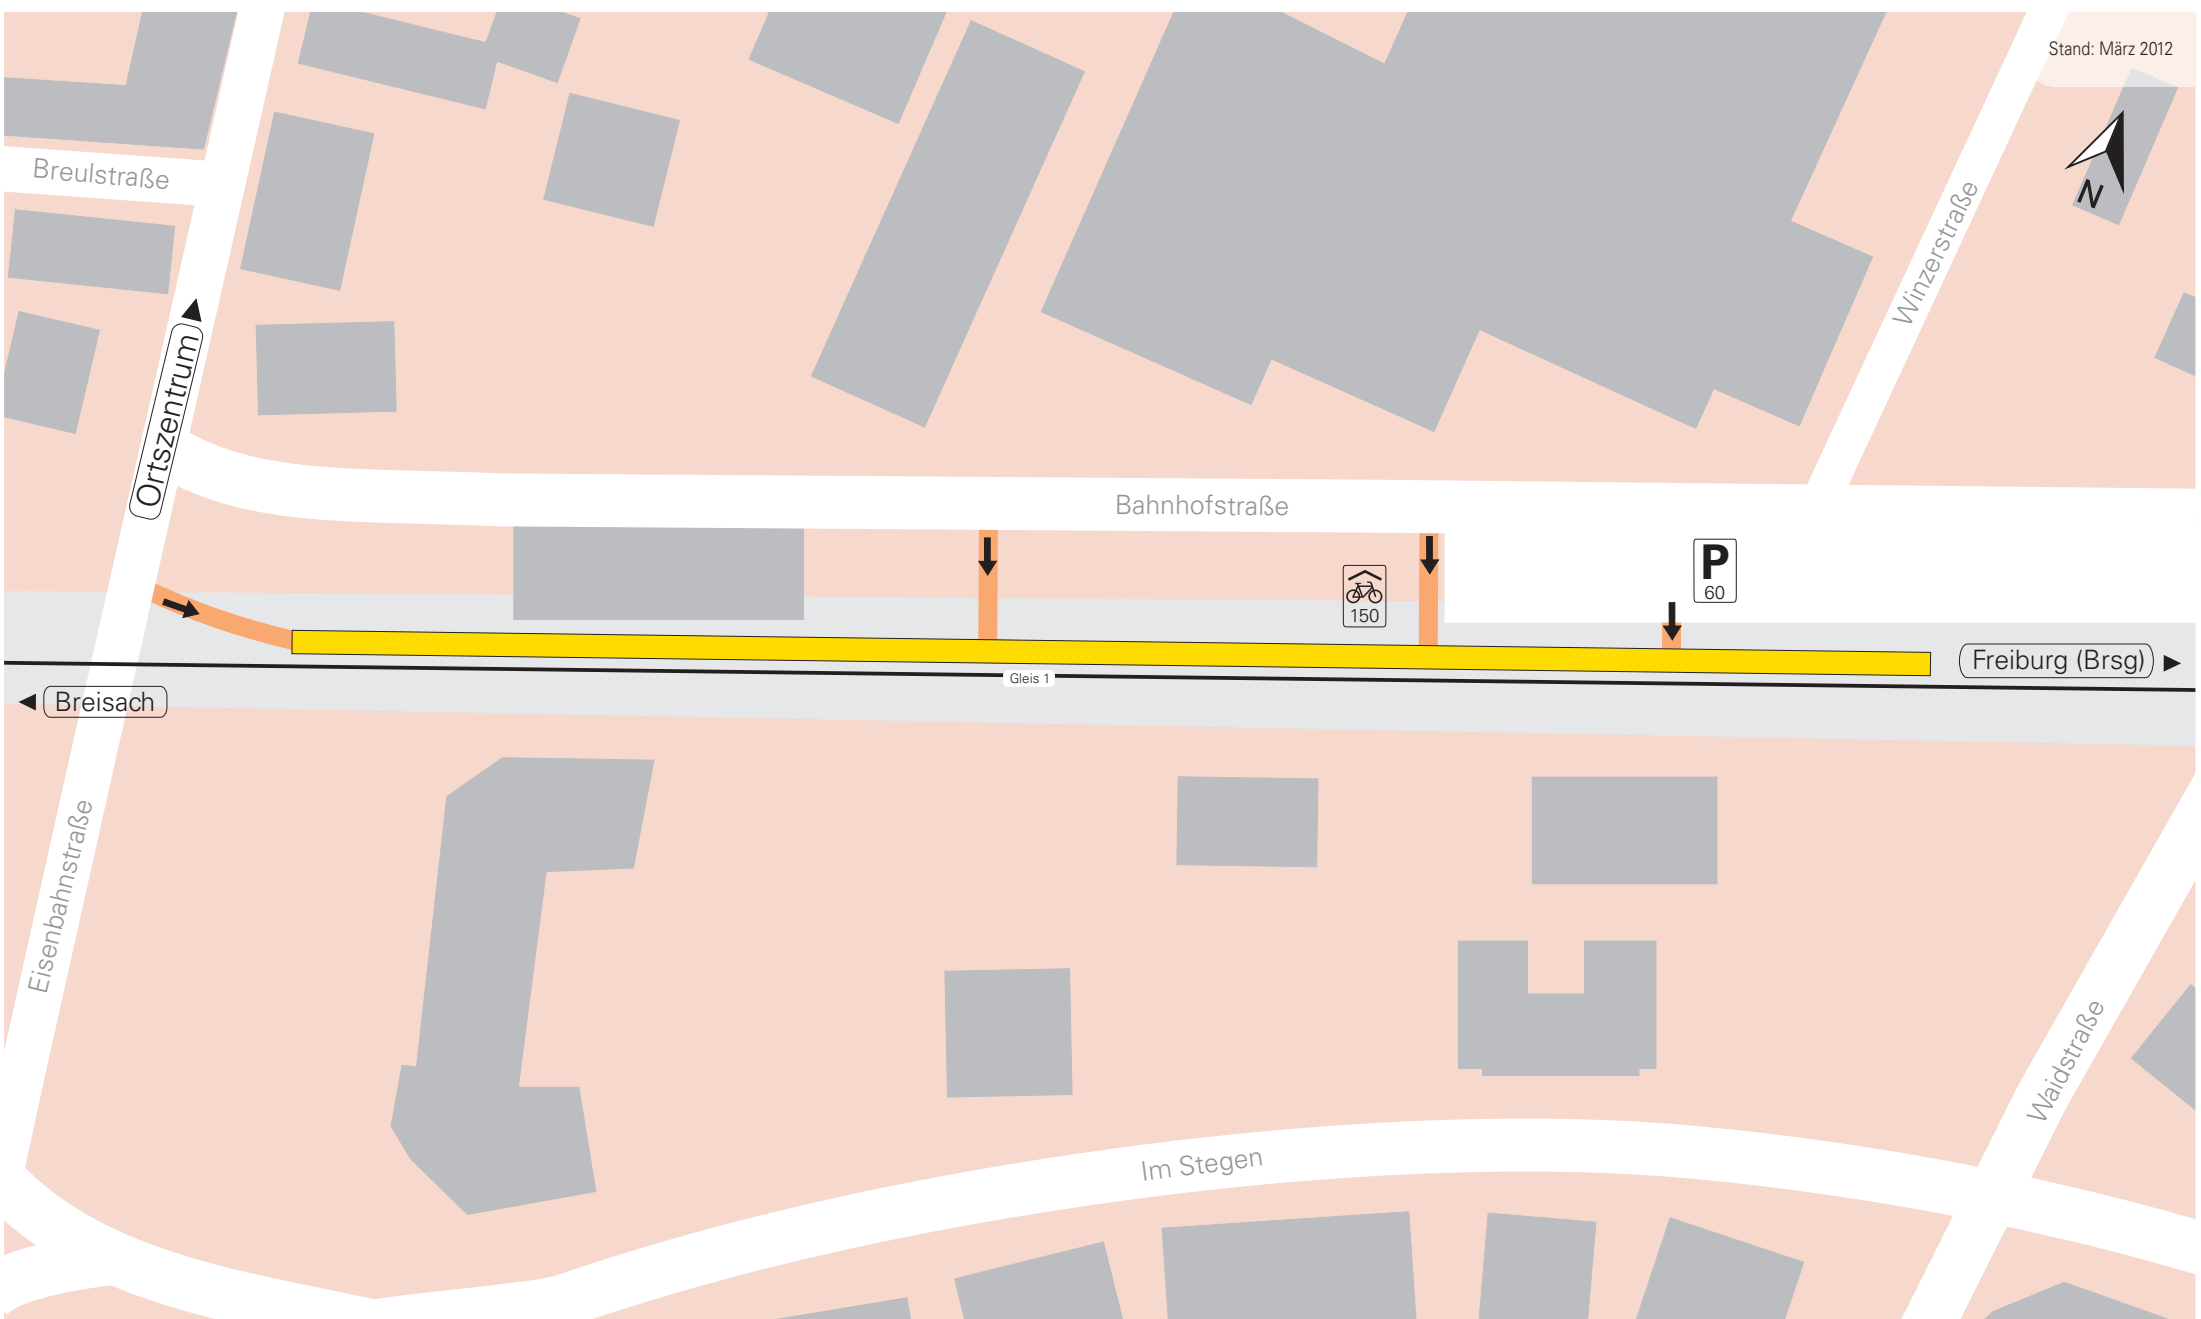 Stand: März 2012
Breulstraße
N
Winzerstraße
Ortszentrum
Bahnhofstraße
P
60
150
Freiburg (Brsg)
Gleis 1
Breisach
Eisenbahnstraße
Waidstraße
Im Stegen